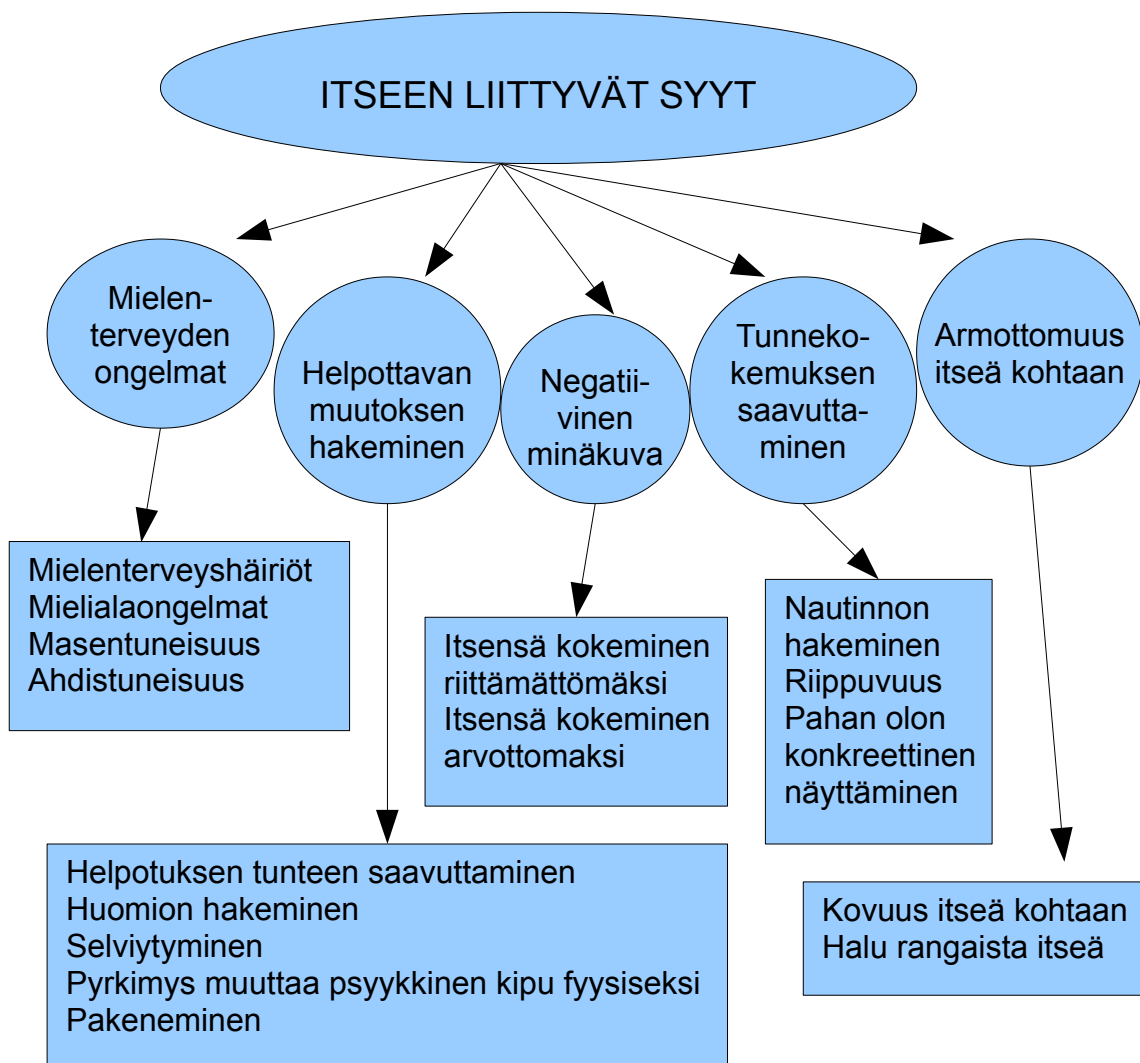 ITSEEN LIITTYVÄT SYYT
Mielen-
terveyden
ongelmat
Helpottavan
muutoksen
hakeminen
Negatii-
vinen
minäkuva
Tunneko-
kemuksen
saavutta-
minen
Armottomuus
itseä kohtaan
Mielenterveyshäiriöt
Mielialaongelmat
Masentuneisuus
Ahdistuneisuus
Helpotuksen tunteen saavuttaminen
Huomion hakeminen
Selviytyminen
Pyrkimys muuttaa psyykkinen kipu fyysiseksi
Pakeneminen
Itsensä kokeminen
riittämättömäksi
Itsensä kokeminen
arvottomaksi
Nautinnon
hakeminen
Riippuvuus
Pahan olon
konkreettinen
näyttäminen
Kovuus itseä kohtaan
Halu rangaista itseä